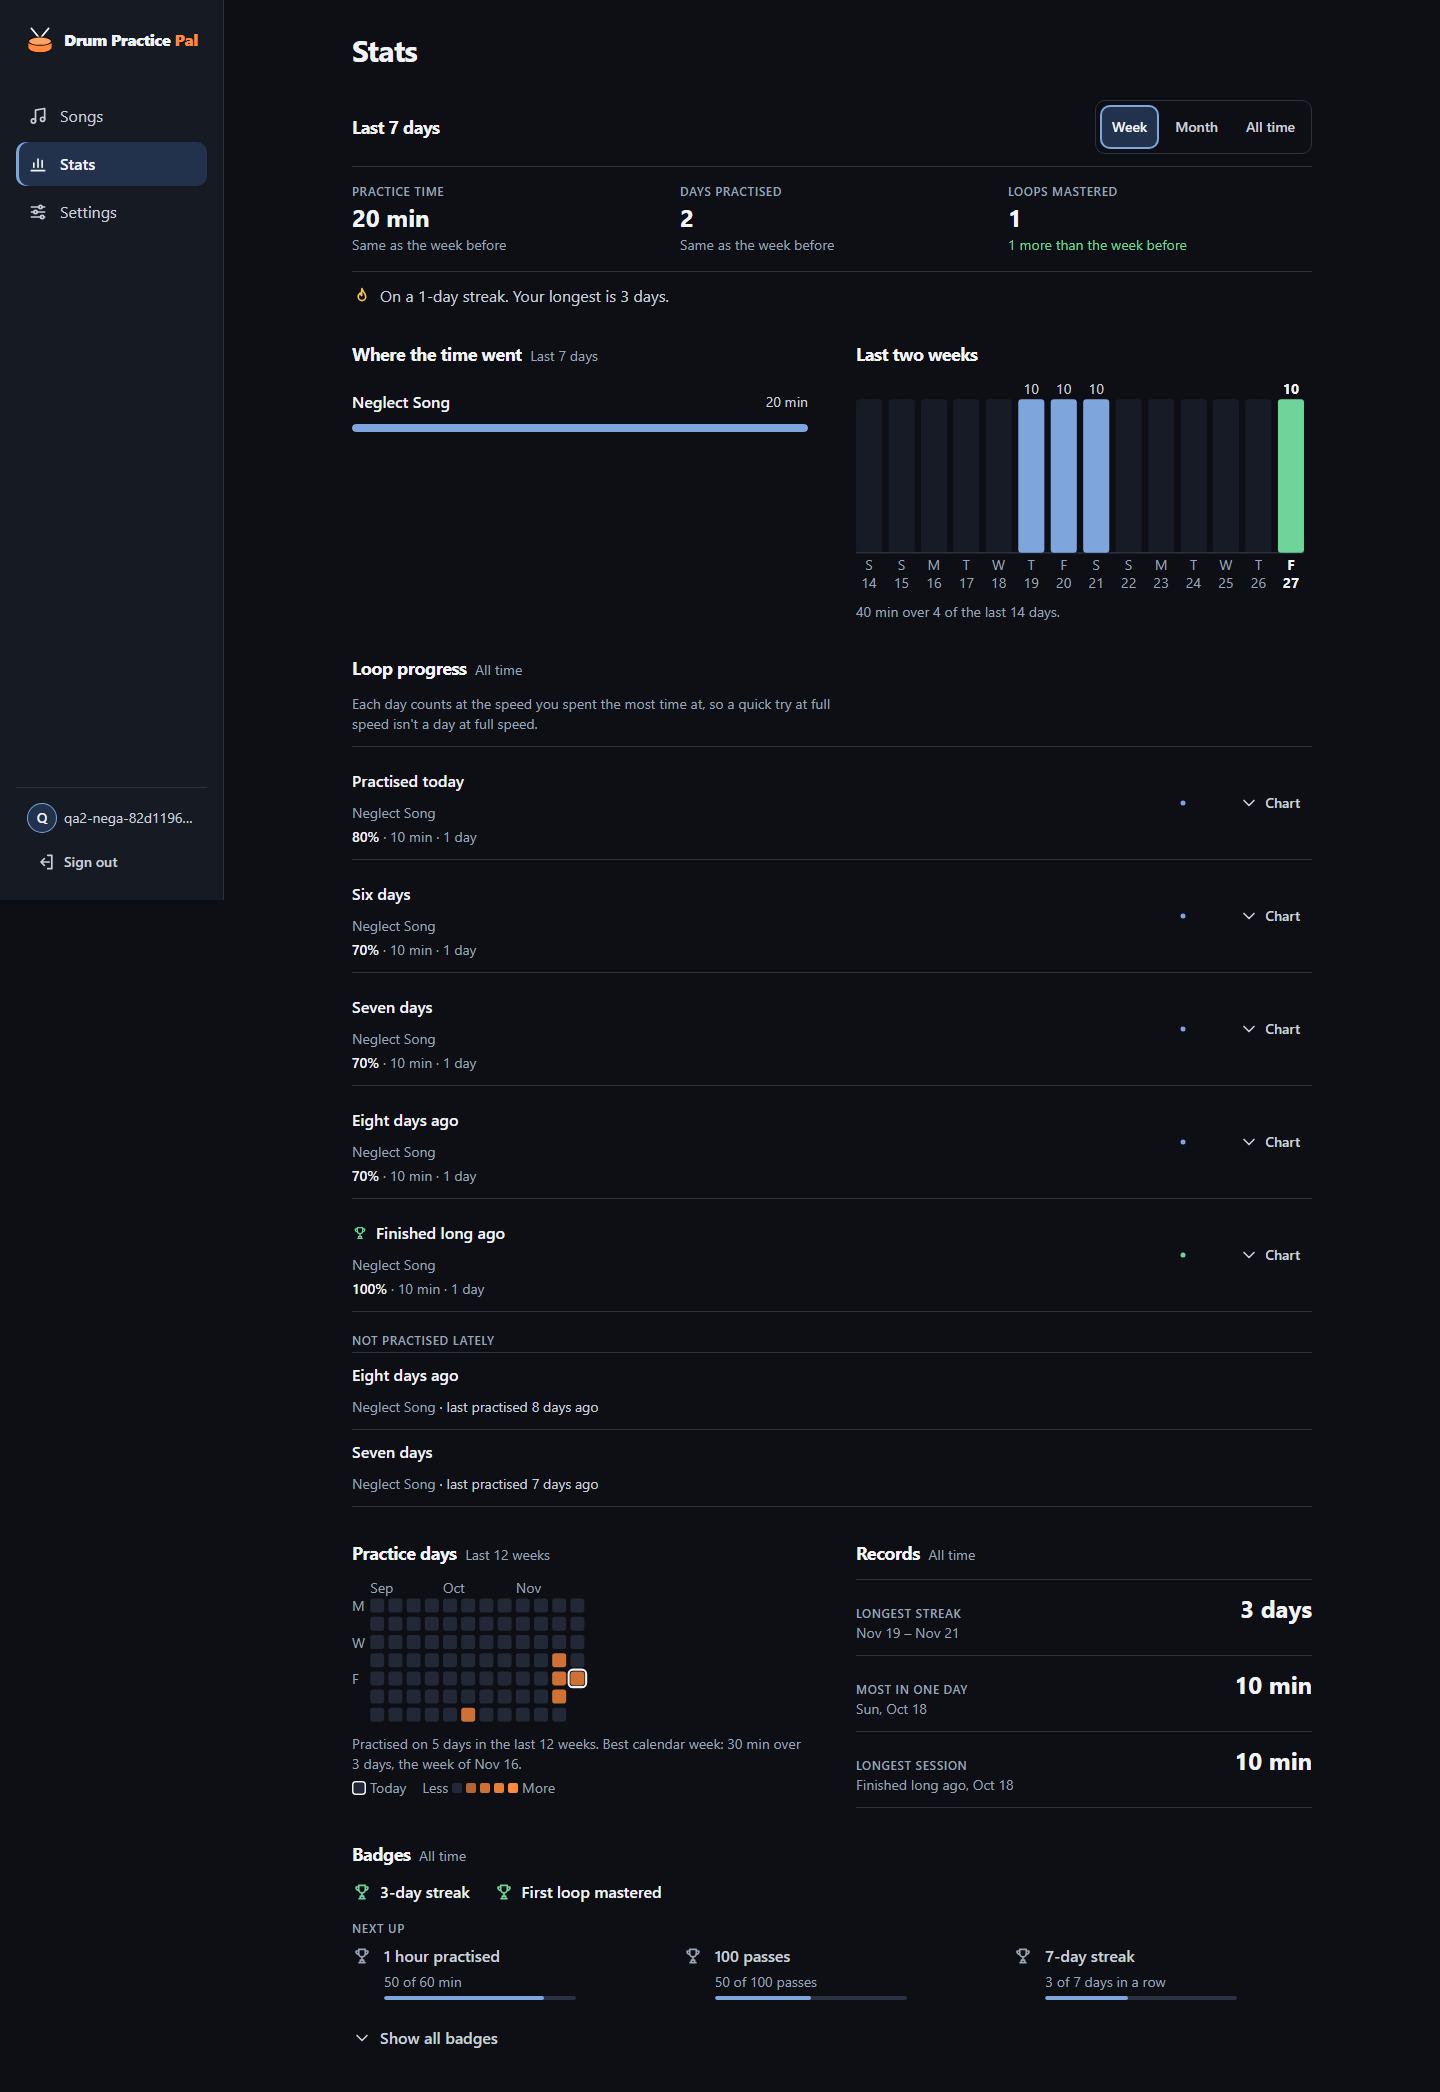 Drum Practice Pal
Songs
Stats
Settings
Q
qa2-nega-82d1196...
Sign out
Stats
Last 7 days
Week Month All time
PRACTICE TIME
20 min
Same as the week before
DAYS PRACTISED
2
Same as the week before
LOOPS MASTERED
1
1 more than the week before
On a 1-day streak. Your longest is 3 days.
Where the time went Last 7 days
Neglect Song 20 min
Last two weeks
10 10 10 10
S S M T W T F S S M T W T F
14 15 16 17 18 19 20 21 22 23 24 25 26 27
40 min over 4 of the last 14 days.
Loop progress All time
Each day counts at the speed you spent the most time at, so a quick try at full
speed isn't a day at full speed.
Practised today
Neglect Song
80% · 10 min · 1 day
Chart
Six days
Neglect Song
70% · 10 min · 1 day
Chart
Seven days
Neglect Song
70% · 10 min · 1 day
Chart
Eight days ago
Neglect Song
70% · 10 min · 1 day
Chart
Finished long ago
Neglect Song
100% · 10 min · 1 day
Chart
NOT PRACTISED LATELY
Eight days ago
Neglect Song · last practised 8 days ago
Seven days
Neglect Song · last practised 7 days ago
Practice days Last 12 weeks
Sep Oct Nov
M
W
F
Practised on 5 days in the last 12 weeks. Best calendar week: 30 min over
3 days, the week of Nov 16.
Today Less More
Records All time
LONGEST STREAK
Nov 19 – Nov 21
3 days
MOST IN ONE DAY
Sun, Oct 18
10 min
LONGEST SESSION
Finished long ago, Oct 18
10 min
Badges All time
3-day streak First loop mastered
NEXT UP
1 hour practised
50 of 60 min
100 passes
50 of 100 passes
7-day streak
3 of 7 days in a row
Show all badges